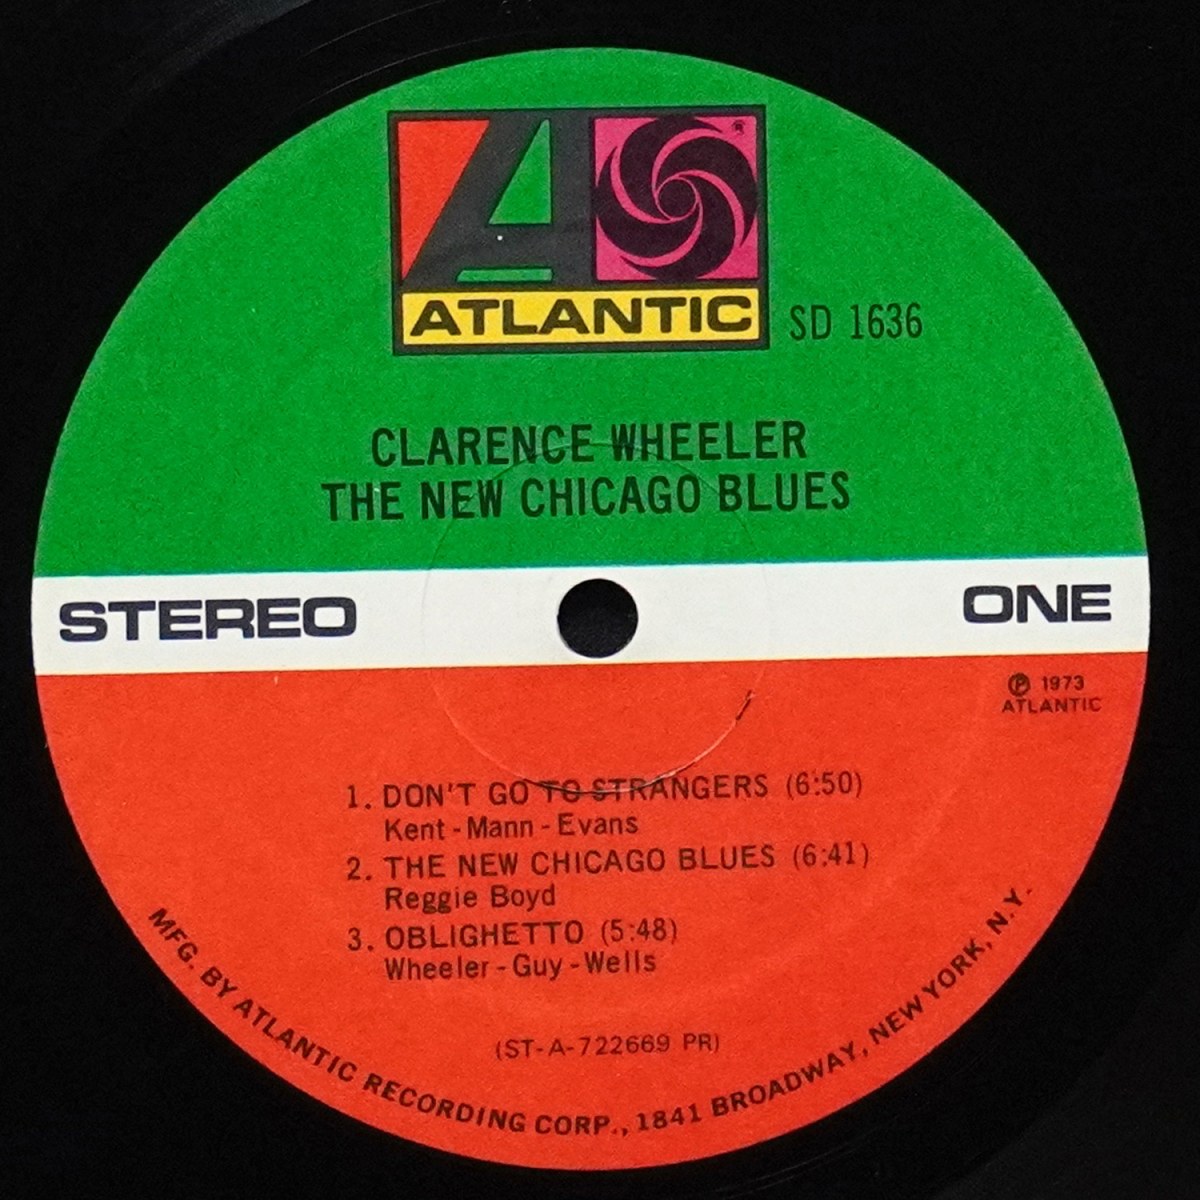 ATLANTIC
SD 1636
CLARENCE WHEELER
THE NEW CHICAGO BLUES
STEREO
ONE
Ⓟ 1973
ATLANTIC
1. DON'T GO TO STRANGERS (6:50)
Kent - Mann - Evans
2. THE NEW CHICAGO BLUES (6:41)
Reggie Boyd
3. OBLIGHETTO (5:48)
Wheeler - Guy - Wells
(ST-A-722669 PR)
MFG. BY ATLANTIC RECORDING CORP., 1841 BROADWAY, NEW YORK, N.Y.